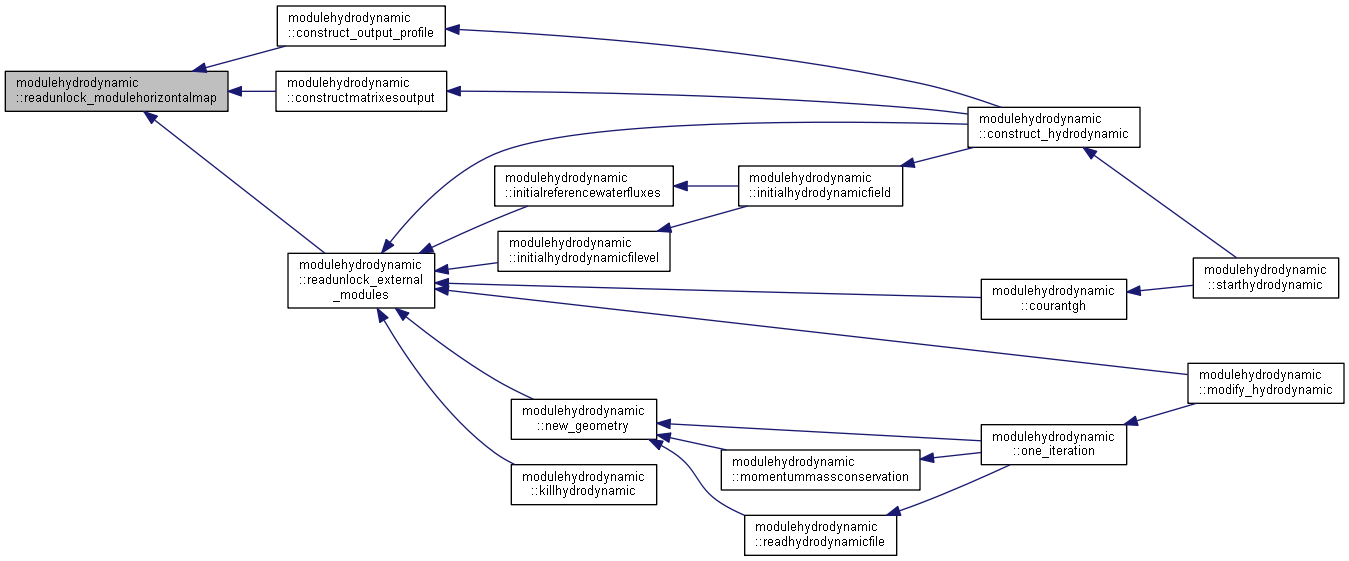 modulehydrodynamic
::construct_output_profile
modulehydrodynamic
::readunlock_modulehorizontalmap
modulehydrodynamic
::constructmatrixesoutput
modulehydrodynamic
::construct_hydrodynamic
modulehydrodynamic
::initialreferencewaterfluxes
modulehydrodynamic
::initialhydrodynamicfield
modulehydrodynamic
::initialhydrodynamicfilevel
modulehydrodynamic
::readunlock_external
_modules
modulehydrodynamic
::starthydrodynamic
modulehydrodynamic
::courantgh
modulehydrodynamic
::modify_hydrodynamic
modulehydrodynamic
::new_geometry
modulehydrodynamic
::one_iteration
modulehydrodynamic
::momentummassconservation
modulehydrodynamic
::killhydrodynamic
modulehydrodynamic
::readhydrodynamicfile